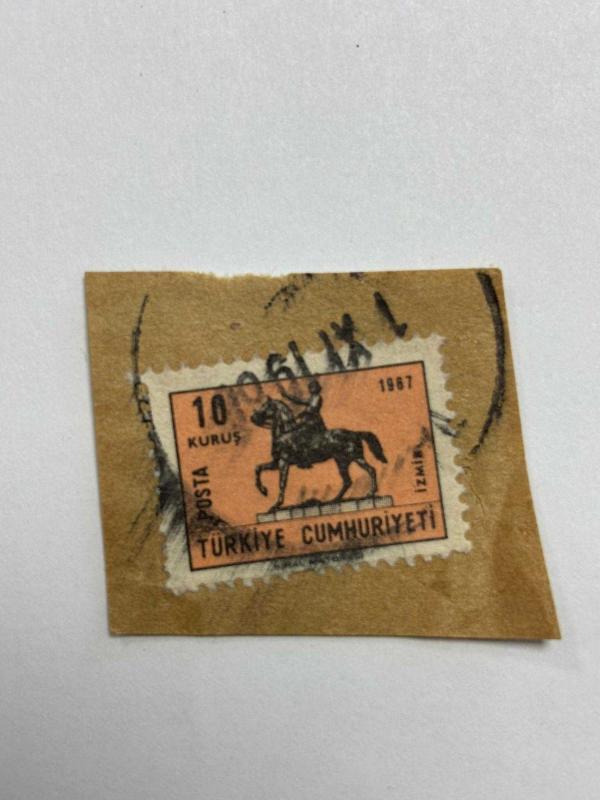 10
KURUŞ
1967
POSTA
İZMİR
TÜRKİYE CUMHURİYETİ